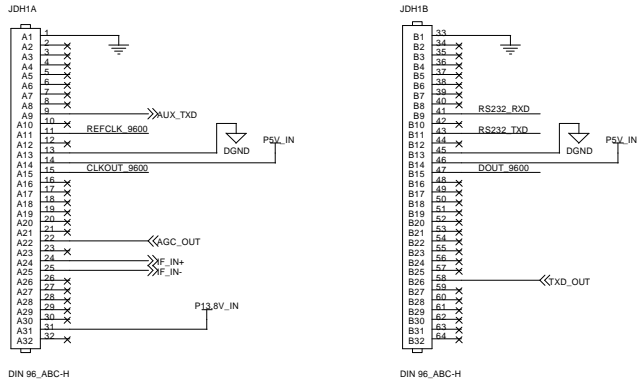 JDH1A
A1 1
A2 2
A3 3
A4 4
A5 5
A6 6
A7 7
A8 8
A9 9 AUX_TXD
A10 10
A11 11 REFCLK_9600
A12 12
A13 13 DGND
A14 14 P5V_IN
A15 15 CLKOUT_9600
A16 16
A17 17
A18 18
A19 19
A20 20
A21 21
A22 22 AGC_OUT
A23 23
A24 24 IF_IN+
A25 25 IF_IN-
A26 26
A27 27
A28 28
A29 29
A30 30
A31 31 P13.8V_IN
A32 32
DIN 96_ABC-H
JDH1B
B1 33
B2 34
B3 35
B4 36
B5 37
B6 38
B7 39
B8 40
B9 41 RS232_RXD
B10 42
B11 43 RS232_TXD
B12 44
B13 45 DGND
B14 46 P5V_IN
B15 47 DOUT_9600
B16 48
B17 49
B18 50
B19 51
B20 52
B21 53
B22 54
B23 55
B24 56
B25 57
B26 58 TXD_OUT
B27 59
B28 60
B29 61
B30 62
B31 63
B32 64
DIN 96_ABC-H